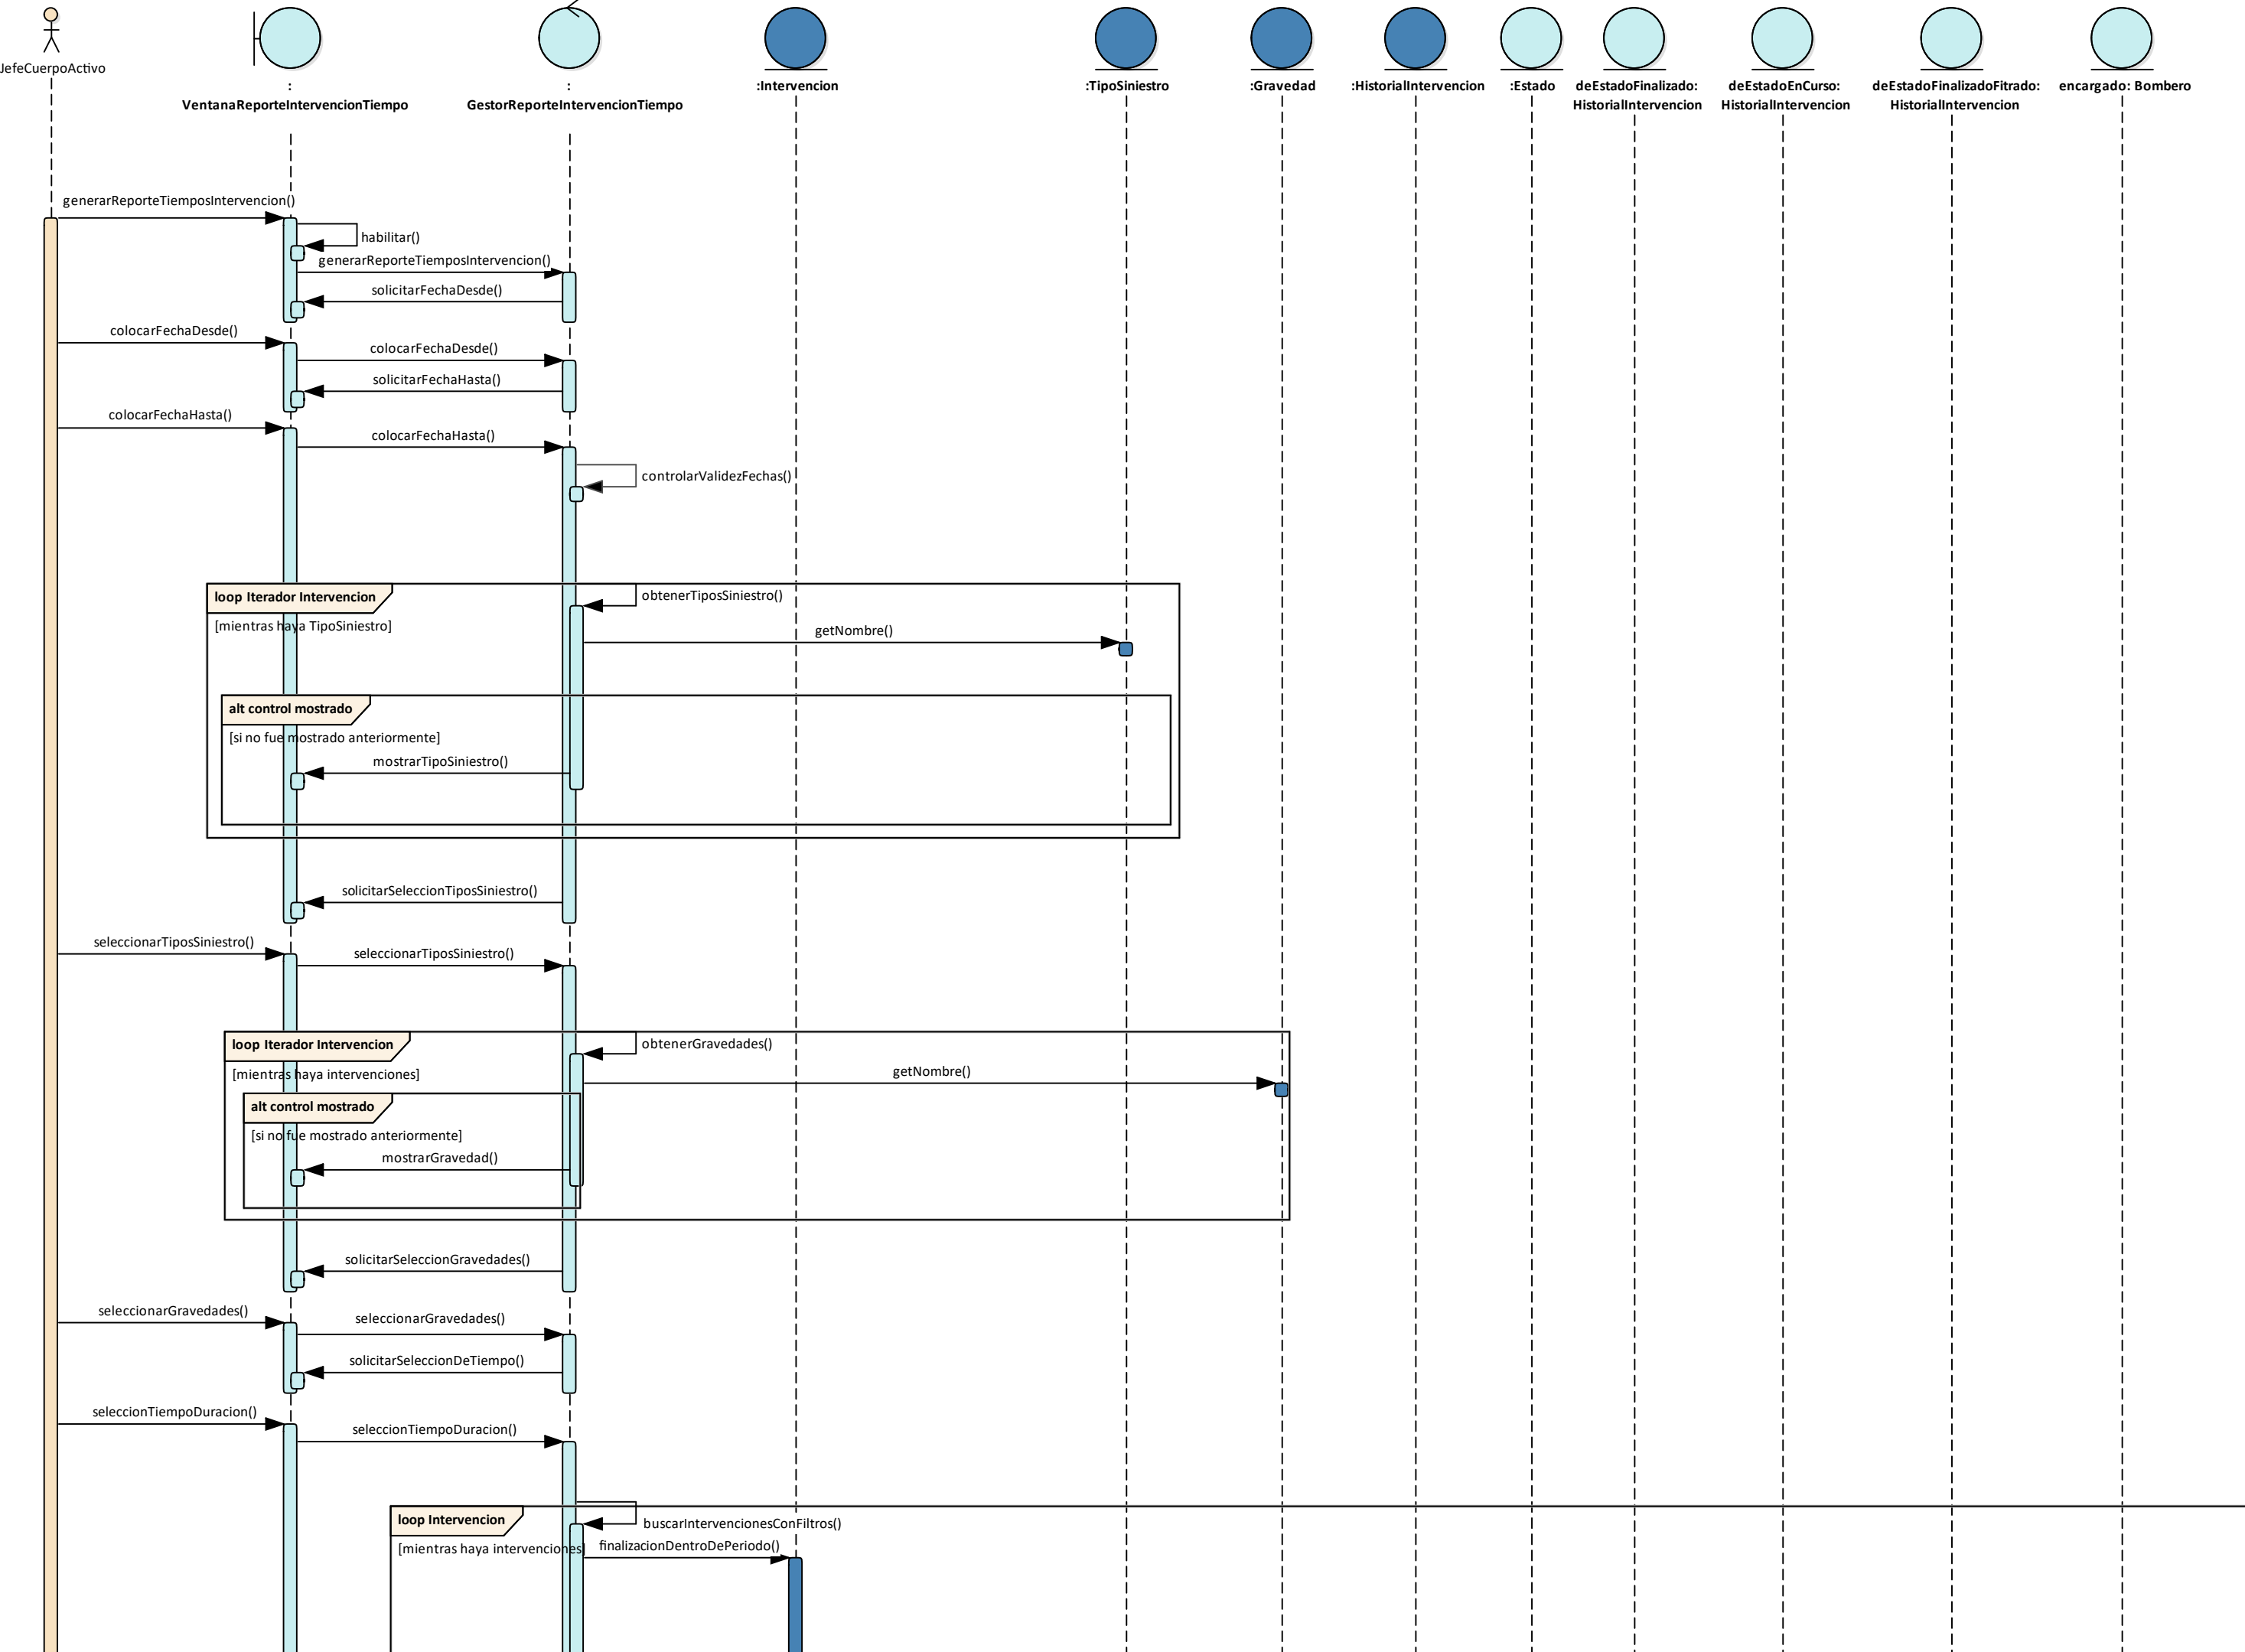 JefeCuerpoActivo
:
VentanaReporteIntervencionTiempo
:
GestorReporteIntervencionTiempo
:Intervencion
:TipoSiniestro
:Gravedad
:HistorialIntervencion
:Estado
deEstadoFinalizado:
HistorialIntervencion
deEstadoEnCurso:
HistorialIntervencion
deEstadoFinalizadoFitrado:
HistorialIntervencion
encargado: Bombero
generarReporteTiemposIntervencion()
habilitar()
generarReporteTiemposIntervencion()
solicitarFechaDesde()
colocarFechaDesde()
colocarFechaDesde()
solicitarFechaHasta()
colocarFechaHasta()
colocarFechaHasta()
controlarValidezFechas()
loop Iterador Intervencion
obtenerTiposSiniestro()
[mientras haya TipoSiniestro]
getNombre()
alt control mostrado
[si no fue mostrado anteriormente]
mostrarTipoSiniestro()
solicitarSeleccionTiposSiniestro()
seleccionarTiposSiniestro()
seleccionarTiposSiniestro()
loop Iterador Intervencion
obtenerGravedades()
[mientras haya intervenciones]
getNombre()
alt control mostrado
[si no fue mostrado anteriormente]
mostrarGravedad()
solicitarSeleccionGravedades()
seleccionarGravedades()
seleccionarGravedades()
solicitarSeleccionDeTiempo()
seleccionTiempoDuracion()
seleccionTiempoDuracion()
loop Intervencion
buscarIntervencionesConFiltros()
[mientras haya intervenciones]
finalizacionDentroDePeriodo()